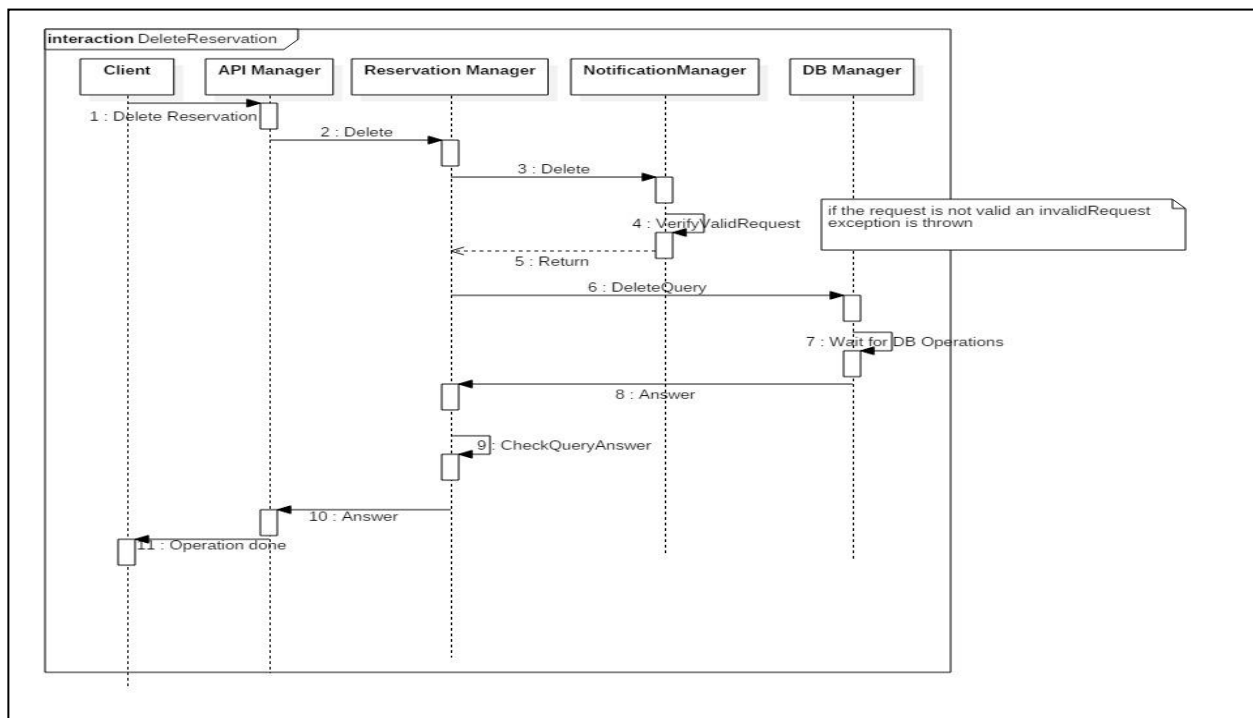 interaction DeleteReservation
Client
API Manager
Reservation Manager
NotificationManager
DB Manager
1 : Delete Reservation
2 : Delete
3 : Delete
if the request is not valid an invalidRequest
exception is thrown
4 : VerifyValidRequest
5 : Return
6 : DeleteQuery
7 : Wait for DB Operations
8 : Answer
9 : CheckQueryAnswer
10 : Answer
11 : Operation done